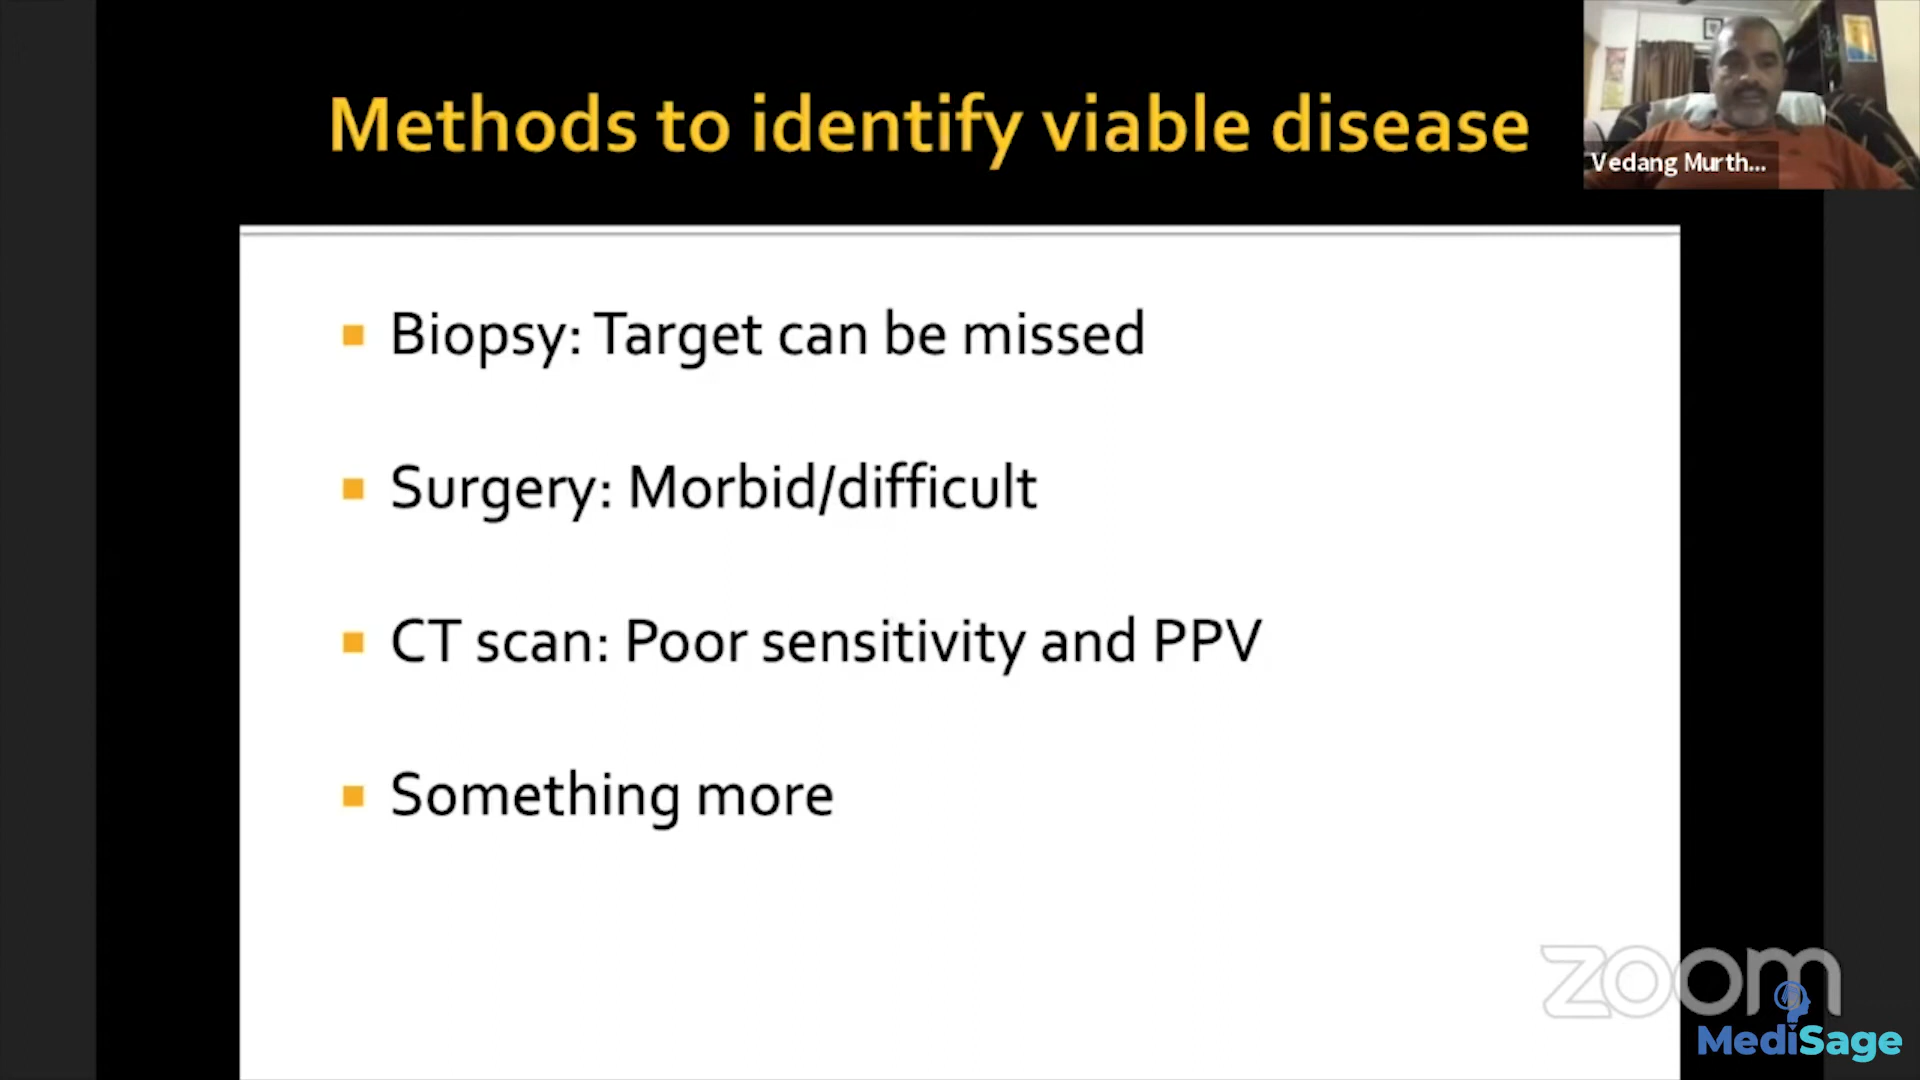 Methods to identify viable disease
Vedang Murth...
Biopsy: Target can be missed
Surgery: Morbid/difficult
CT scan: Poor sensitivity and PPV
Something more
zoom
MediSage